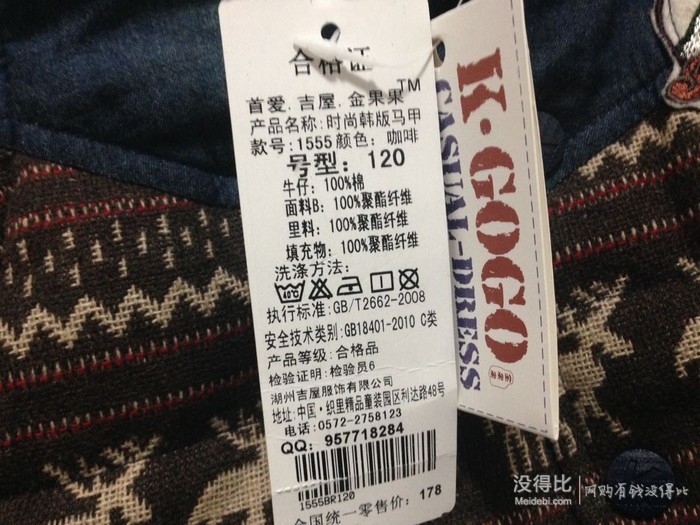 合格证
首爱.吉屋.金果果™
产品名称:时尚韩版马甲
款号:1555 颜色:咖啡
号型:120
牛仔:100%棉
面料B:100%聚酯纤维
里料:100%聚酯纤维
填充物:100%聚酯纤维
洗涤方法:
执行标准:GB/T2662-2008
安全技术类别:GB18401-2010 C类
产品等级:合格品
检验证明:检验员6
湖州吉屋服饰有限公司
地址:中国·织里精品童装园区利达路48号
电话:0572-2758123
QQ:957718284
1555BR120
全国统一零售价:178
K·GOGO
CASUAL-DRESS
没得比
Meidebi.com
网购有钱没得比